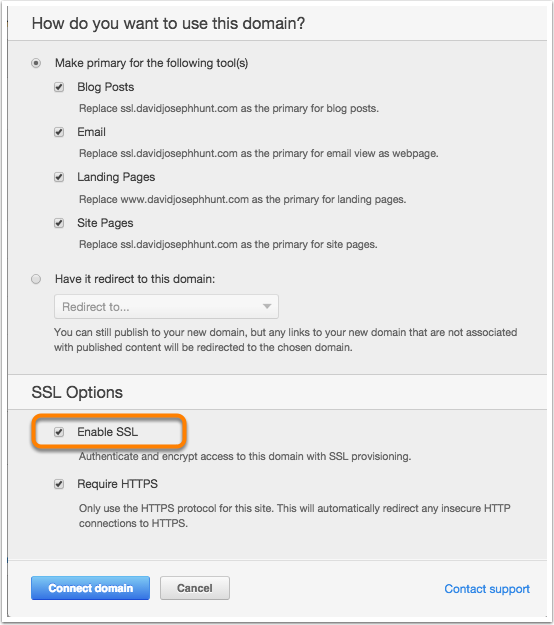 How do you want to use this domain?
Make primary for the following tool(s)
Blog Posts
Replace ssl.davidjosephhunt.com as the primary for blog posts.
Email
Replace ssl.davidjosephhunt.com as the primary for email view as webpage.
Landing Pages
Replace www.davidjosephhunt.com as the primary for landing pages.
Site Pages
Replace ssl.davidjosephhunt.com as the primary for site pages.
Have it redirect to this domain:
Redirect to...
You can still publish to your new domain, but any links to your new domain that are not associated
with published content will be redirected to the chosen domain.
SSL Options
Enable SSL
Authenticate and encrypt access to this domain with SSL provisioning.
Require HTTPS
Only use the HTTPS protocol for this site. This will automatically redirect any insecure HTTP
connections to HTTPS.
Connect domain
Cancel
Contact support